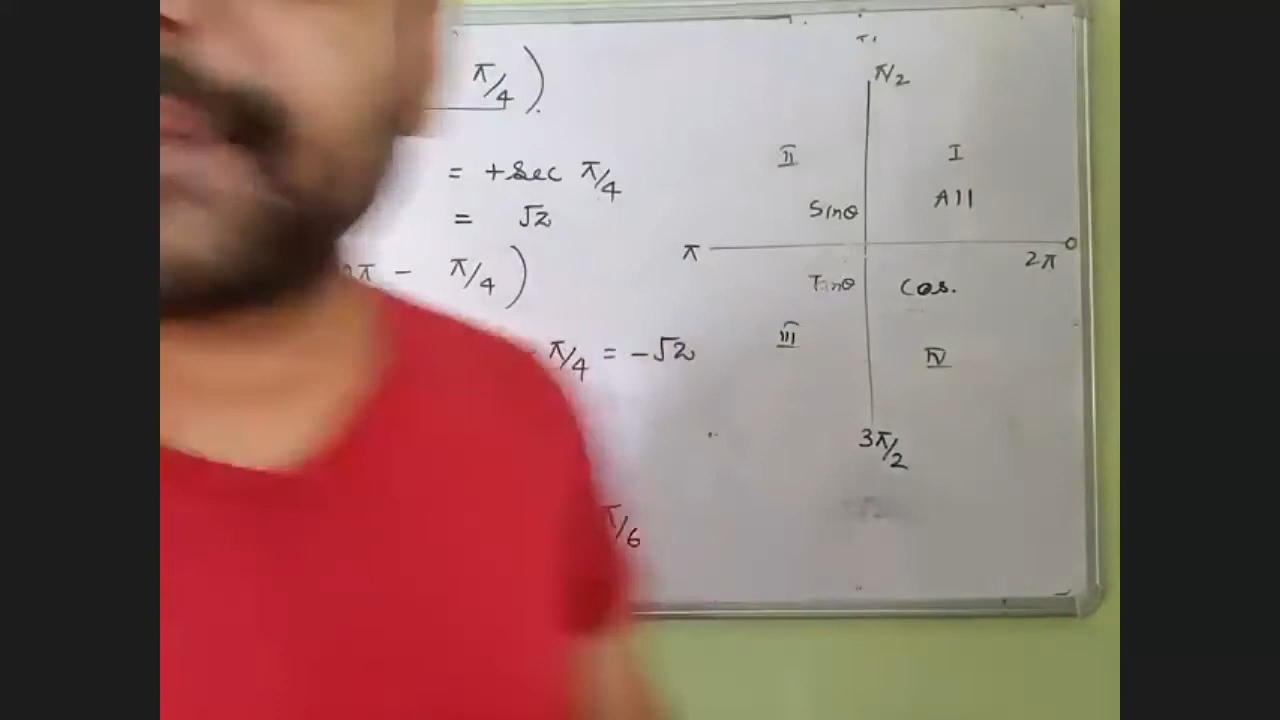 π/4)
= + Sec π/4
= √2
π - π/4)
π/4 = -√2
π/6
π/2
II I
Sinθ All
π 0
2π
Tanθ Cos.
III IV
3π/2